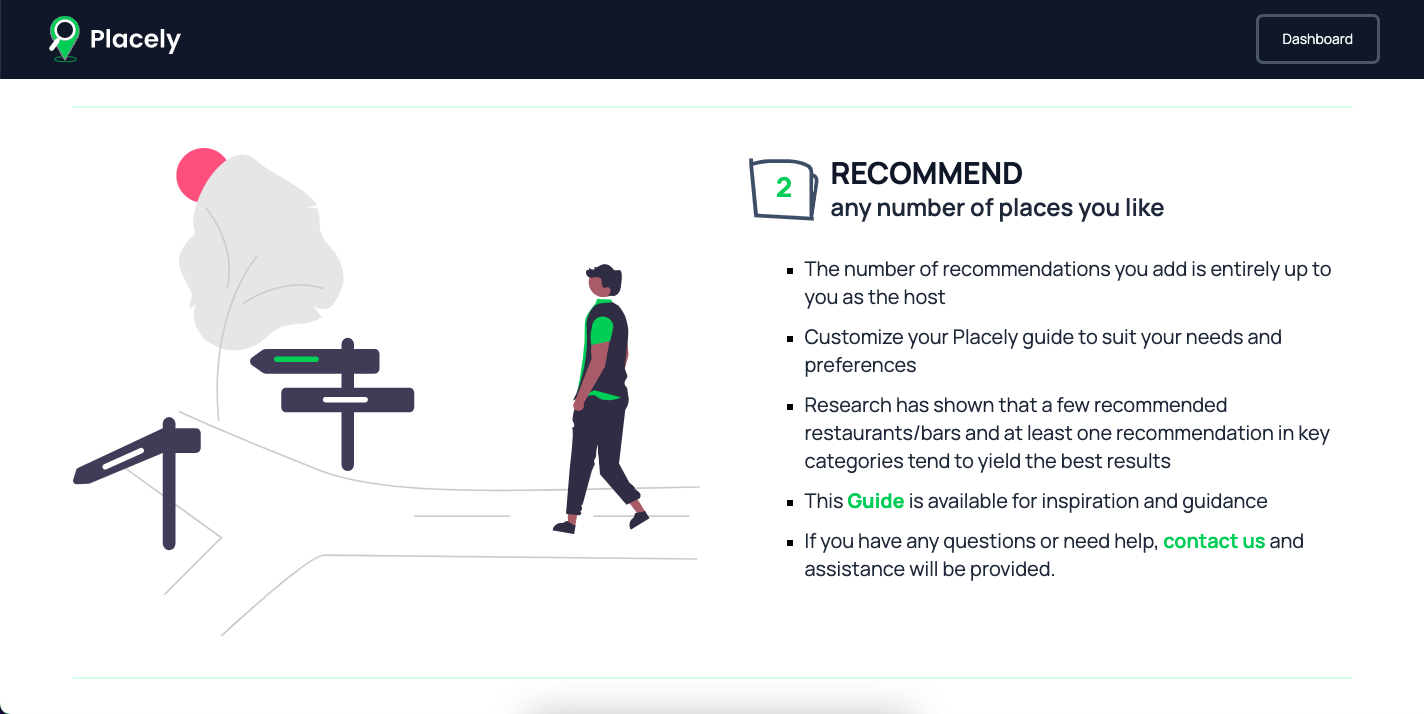 Placely
Dashboard
2
RECOMMEND
any number of places you like
The number of recommendations you add is entirely up to
you as the host
Customize your Placely guide to suit your needs and
preferences
Research has shown that a few recommended
restaurants/bars and at least one recommendation in key
categories tend to yield the best results
This Guide is available for inspiration and guidance
If you have any questions or need help, contact us and
assistance will be provided.